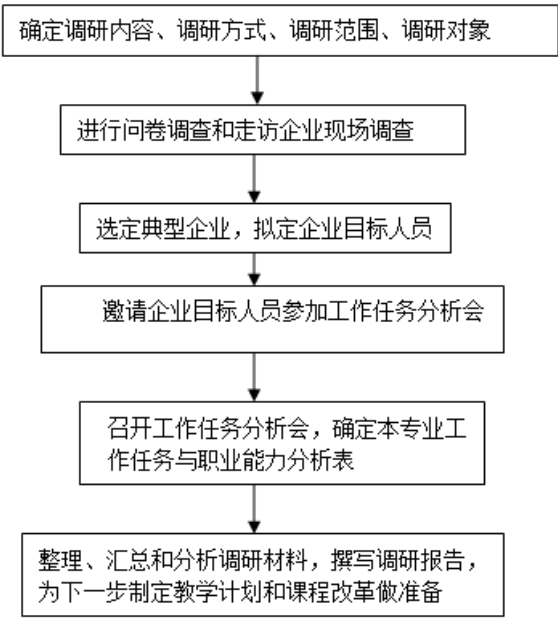 确定调研内容、调研方式、调研范围、调研对象
进行问卷调查和走访企业现场调查
选定典型企业，拟定企业目标人员
邀请企业目标人员参加工作任务分析会
召开工作任务分析会，确定本专业工
作任务与职业能力分析表
整理、汇总和分析调研材料，撰写调研报告，
为下一步制定教学计划和课程改革做准备